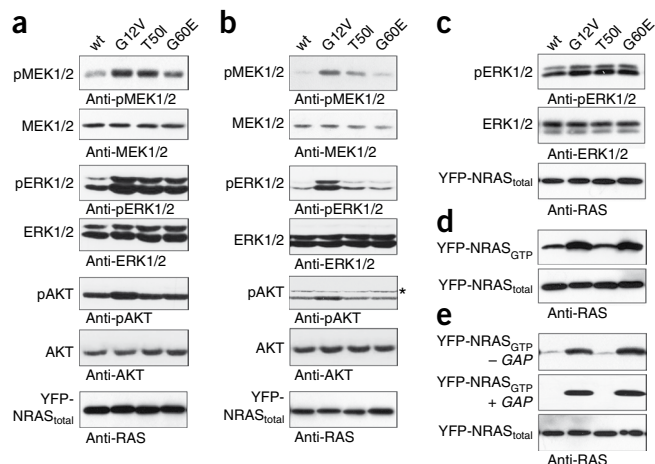 a
wt G12V T50I G60E
pMEK1/2
Anti-pMEK1/2
MEK1/2
Anti-MEK1/2
pERK1/2
Anti-pERK1/2
ERK1/2
Anti-ERK1/2
pAKT
Anti-pAKT
AKT
Anti-AKT
YFP-
NRAStotal
Anti-RAS
b
wt G12V T50I G60E
pMEK1/2
Anti-pMEK1/2
MEK1/2
Anti-MEK1/2
pERK1/2
Anti-pERK1/2
ERK1/2
Anti-ERK1/2
pAKT *
Anti-pAKT
AKT
Anti-AKT
YFP-
NRAStotal
Anti-RAS
c
wt G12V T50I G60E
pERK1/2
Anti-pERK1/2
ERK1/2
Anti-ERK1/2
YFP-NRAStotal
Anti-RAS
d
YFP-NRASGTP
YFP-NRAStotal
Anti-RAS
e
YFP-NRASGTP
– GAP
YFP-NRASGTP
+ GAP
YFP-NRAStotal
Anti-RAS